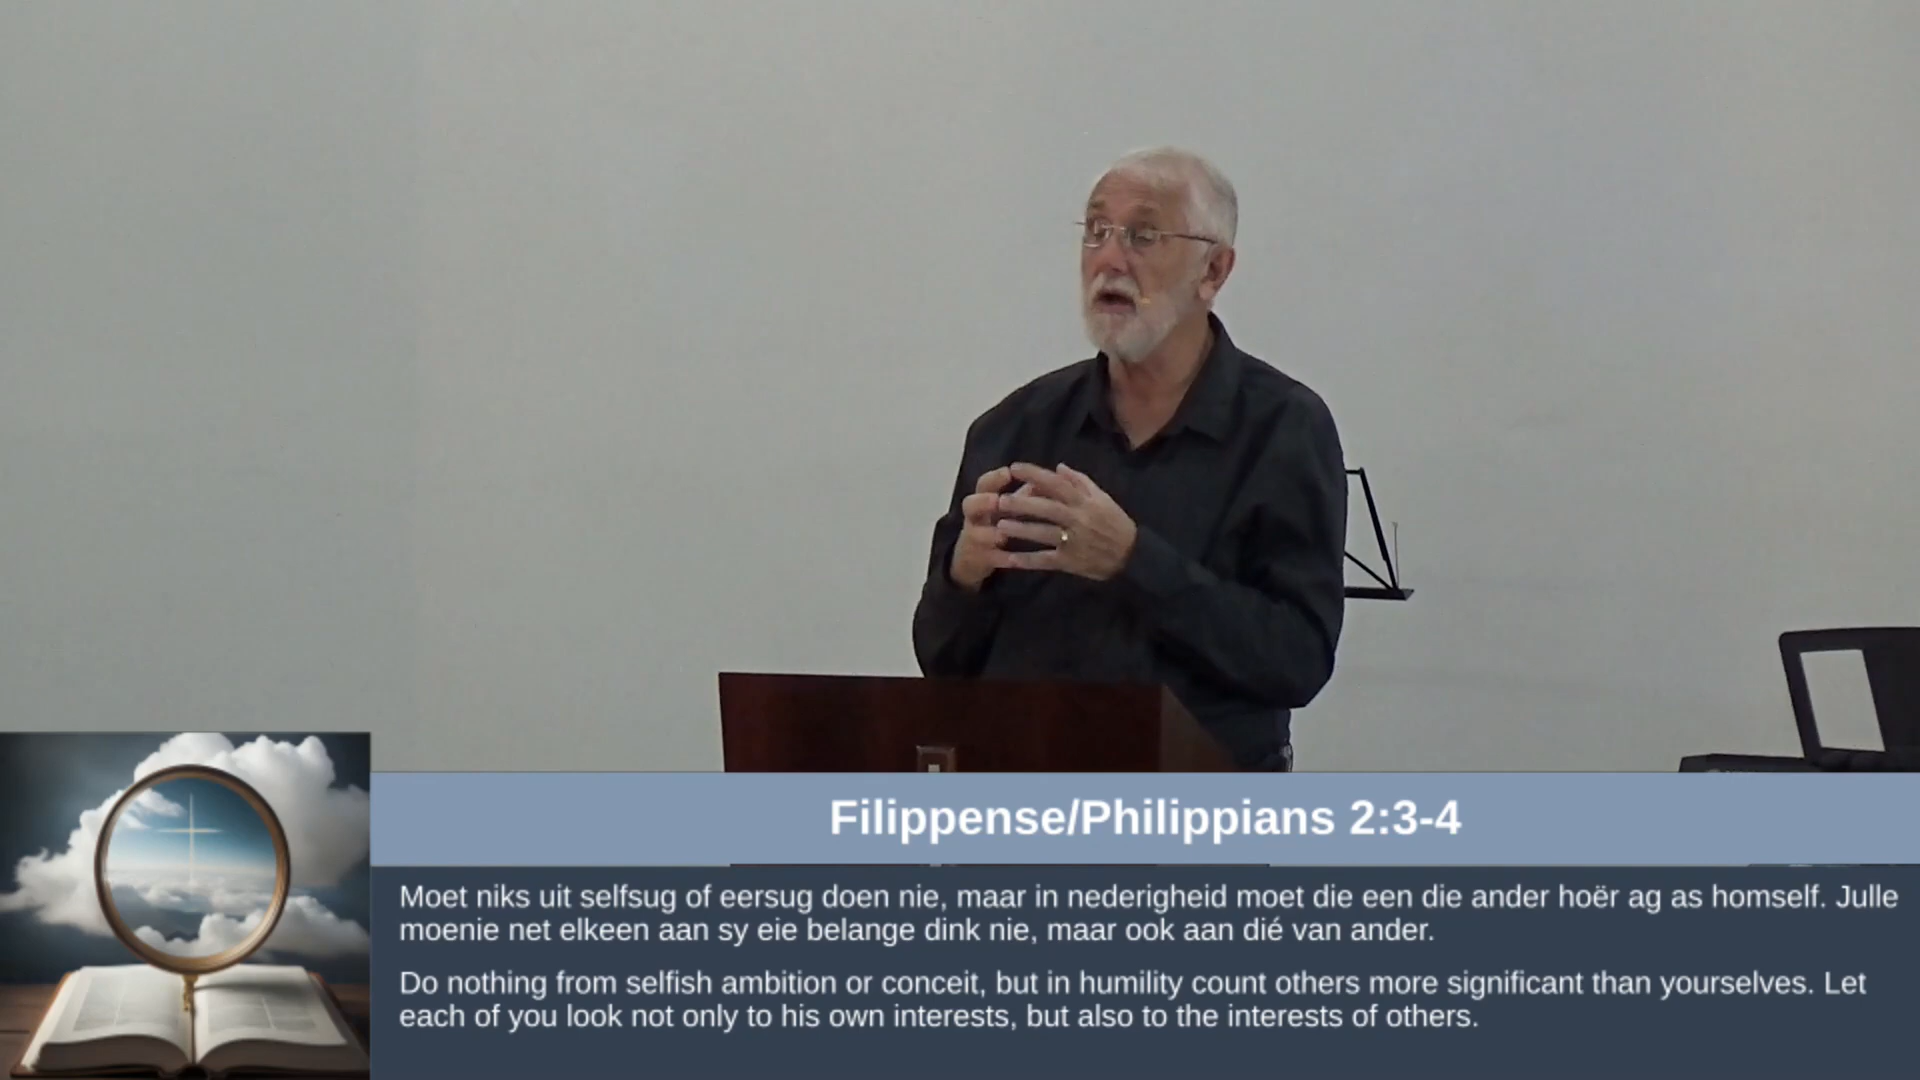 Filippense/Philippians 2:3-4
Moet niks uit selfsug of eersug doen nie, maar in nederigheid moet die een die ander hoër ag as homself. Julle
moenie net elkeen aan sy eie belange dink nie, maar ook aan dié van ander.
Do nothing from selfish ambition or conceit, but in humility count others more significant than yourselves. Let
each of you look not only to his own interests, but also to the interests of others.